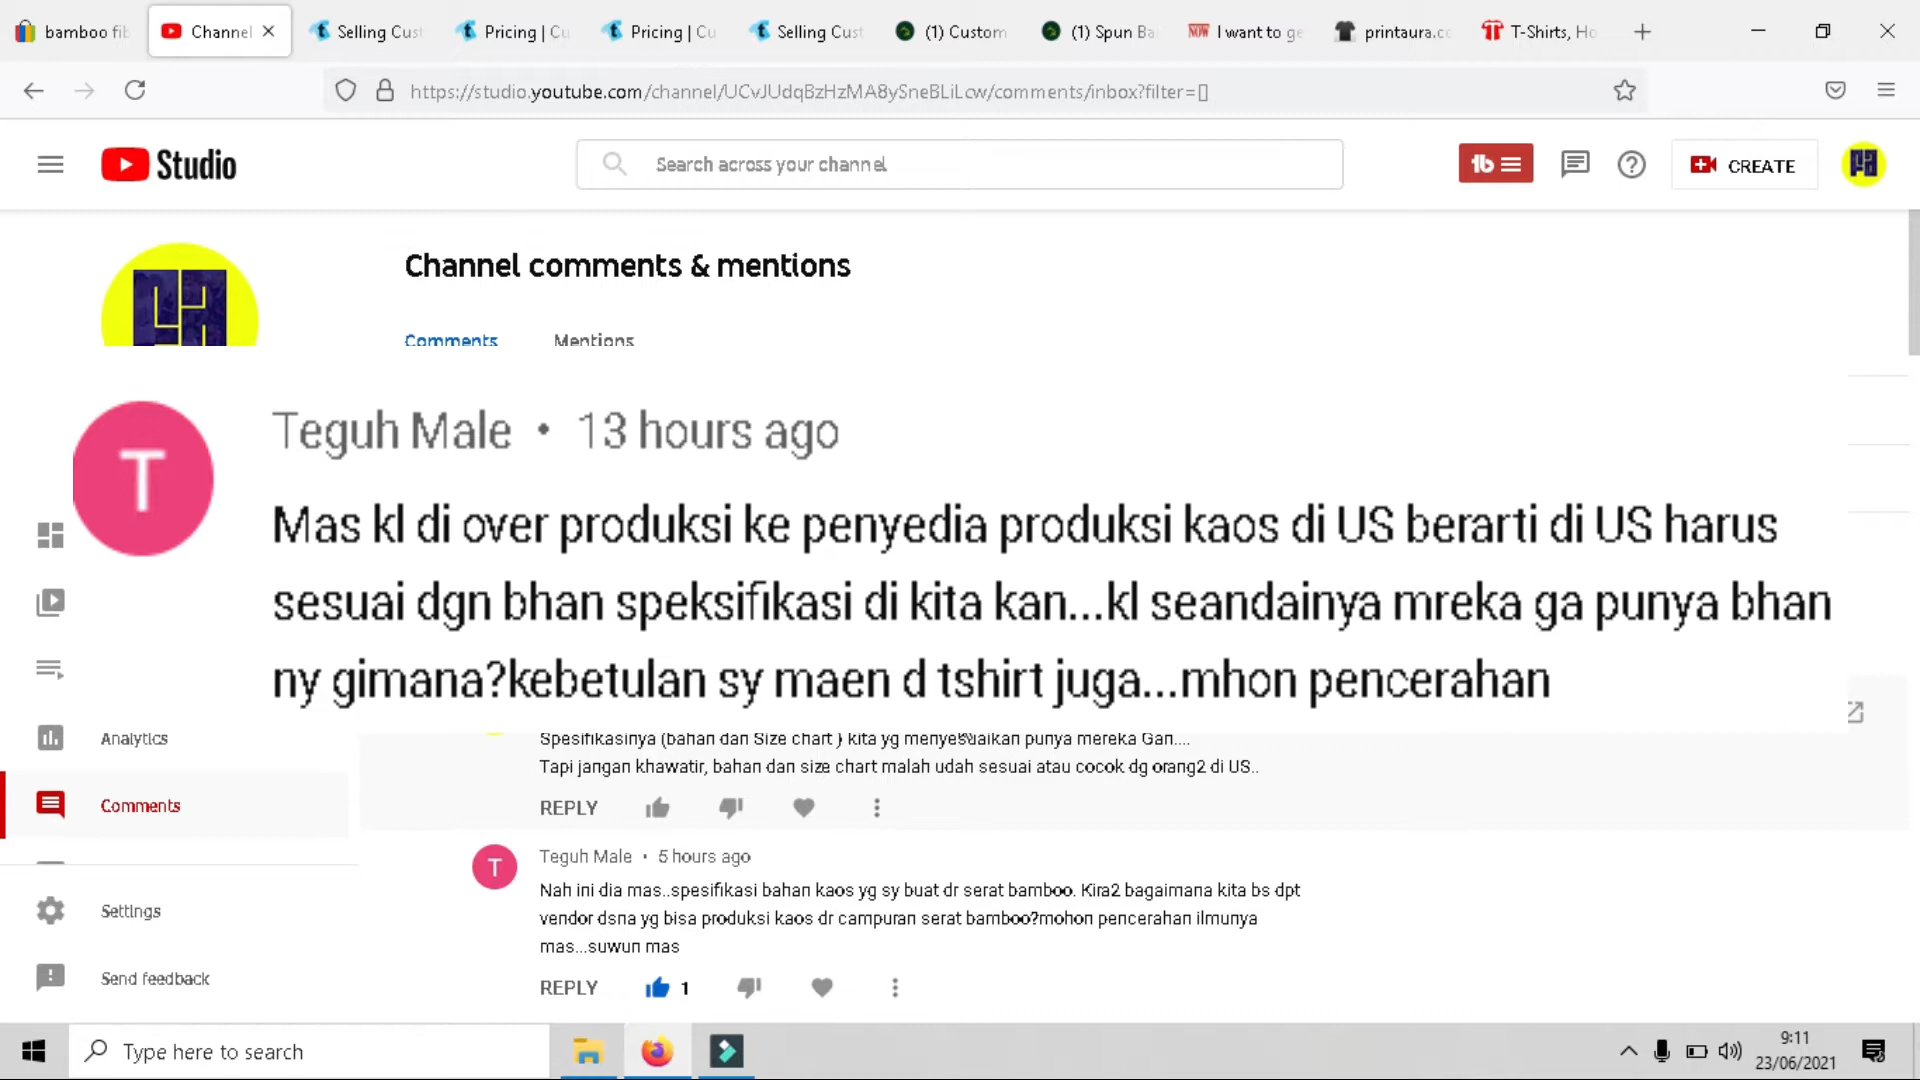 bamboo fib
Channel
Selling Cust
Pricing | Cu
Pricing | Cu
Selling Cust
(1) Custom
(1) Spun Ba
NOW I want to ge
printaura.co
T-Shirts, Ho
https://studio.youtube.com/channel/UCvJUdqBzHzMA8ySneBLiLcw/comments/inbox?filter=[]
Studio
Search across your channel
CREATE
Channel comments & mentions
Comments
Mentions
Teguh Male • 13 hours ago
T
Mas kl di over produksi ke penyedia produksi kaos di US berarti di US harus
sesuai dgn bhan speksifikasi di kita kan...kl seandainya mreka ga punya bhan
ny gimana?kebetulan sy maen d tshirt juga...mhon pencerahan
Analytics
Spesifikasinya (bahan dan Size chart ) kita yg menyesuaikan punya mereka Gan....
Tapi jangan khawatir, bahan dan size chart malah udah sesuai atau cocok dg orang2 di US..
Comments
REPLY
T
Teguh Male • 5 hours ago
Nah ini dia mas..spesifikasi bahan kaos yg sy buat dr serat bamboo. Kira2 bagaimana kita bs dpt
vendor dsna yg bisa produksi kaos dr campuran serat bamboo?mohon pencerahan ilmunya
mas...suwun mas
Settings
Send feedback
REPLY
1
Type here to search
9:11
23/06/2021